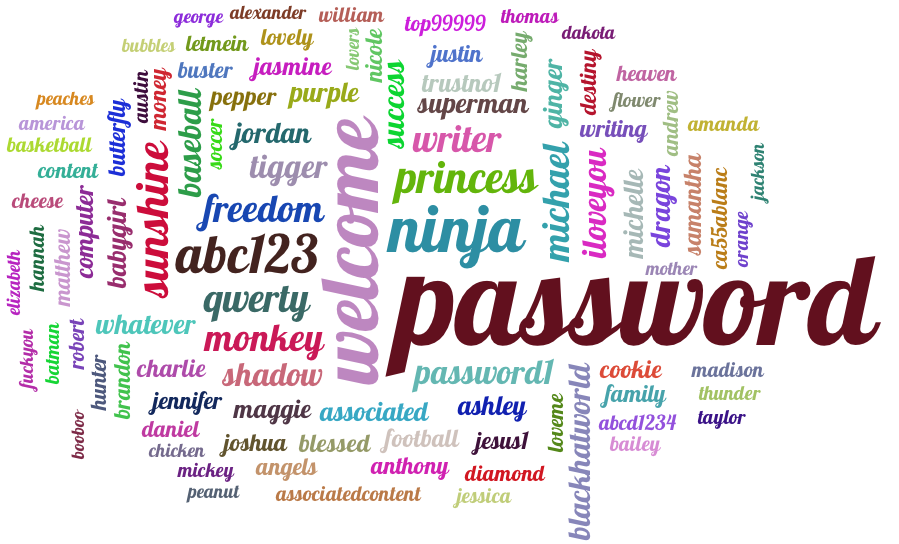 george
alexander
william
top99999
thomas
dakota
bubbles
letmein
lovely
lovers
nicole
justin
harley
buster
jasmine
success
trustno1
ginger
destiny
heaven
peaches
butterfly
austin
money
baseball
pepper
purple
superman
flower
andrew
america
soccer
jordan
writer
writing
amanda
basketball
sunshine
tigger
welcome
princess
michael
iloveyou
michelle
dragon
samantha
ca55ablanc
jackson
content
computer
babygirl
freedom
ninja
orange
cheese
elizabeth
hannah
matthew
abc123
mother
qwerty
password
fuckyou
batman
robert
whatever
monkey
hunter
brandon
charlie
shadow
password1
blackhatworld
cookie
madison
booboo
jennifer
maggie
associated
ashley
loveme
family
thunder
daniel
joshua
blessed
football
jesus1
abcd1234
taylor
chicken
bailey
mickey
angels
anthony
diamond
peanut
associatedcontent
jessica